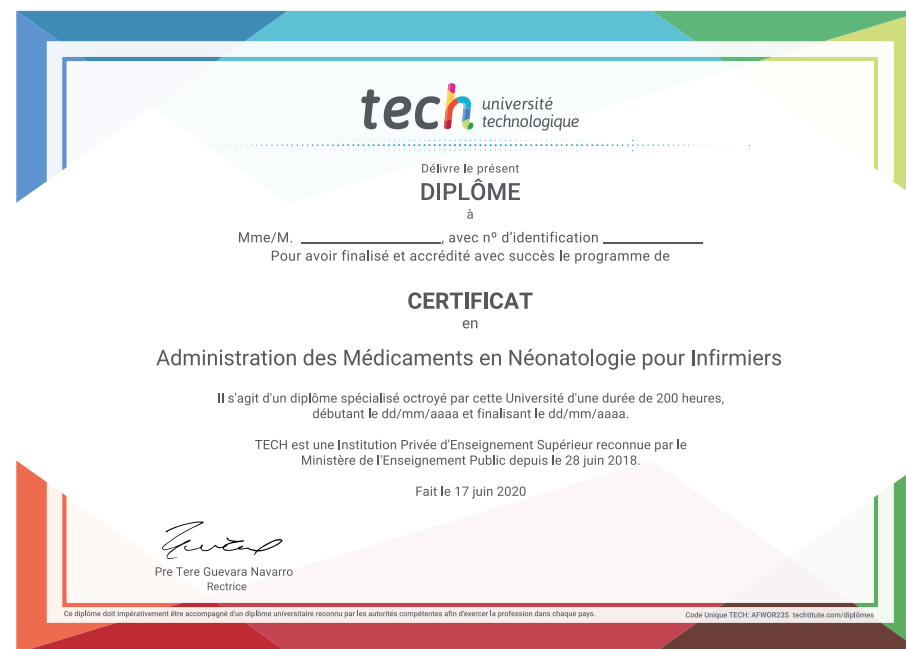 tech université
technologique
Délivre le présent
DIPLÔME
à
Mme/M. ____________________, avec nº d'identification ______________
Pour avoir finalisé et accrédité avec succès le programme de
CERTIFICAT
en
Administration des Médicaments en Néonatologie pour Infirmiers
Il s'agit d'un diplôme spécialisé octroyé par cette Université d'une durée de 200 heures,
débutant le dd/mm/aaaa et finalisant le dd/mm/aaaa.
TECH est une Institution Privée d'Enseignement Supérieur reconnue par le
Ministère de l'Enseignement Public depuis le 28 juin 2018.
Fait le 17 juin 2020
Pre Tere Guevara Navarro
Rectrice
Ce diplôme doit impérativement être accompagné d'un diplôme universitaire reconnu par les autorités compétentes afin d'exercer la profession dans chaque pays.
Code Unique TECH: AFWOR23S techtitute.com/diplômes